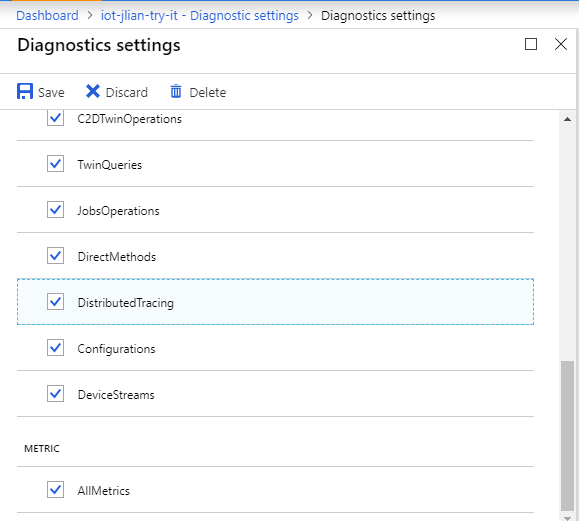 Dashboard > iot-jlian-try-it - Diagnostic settings > Diagnostics settings
Diagnostics settings
Save Discard Delete
C2DTwinOperations
TwinQueries
JobsOperations
DirectMethods
DistributedTracing
Configurations
DeviceStreams
METRIC
AllMetrics